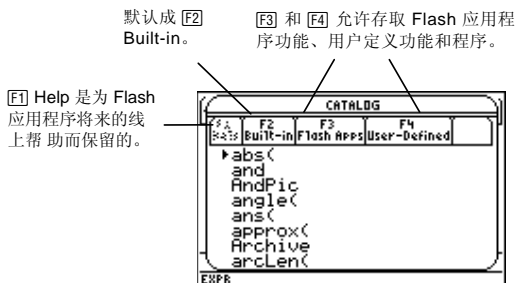 默认成 F2
Built-in。
F3 和 F4 允许存取 Flash 应用程
序功能、用户定义功能和程序。
F1 Help 是为 Flash
应用程序将来的线
上帮 助而保留的。
CATALOG
F2 F3 F4
Built-in Flash Apps User-Defined
abs(
and
AndPic
angle(
ans(
approx(
Archive
arcLen(
EXPR